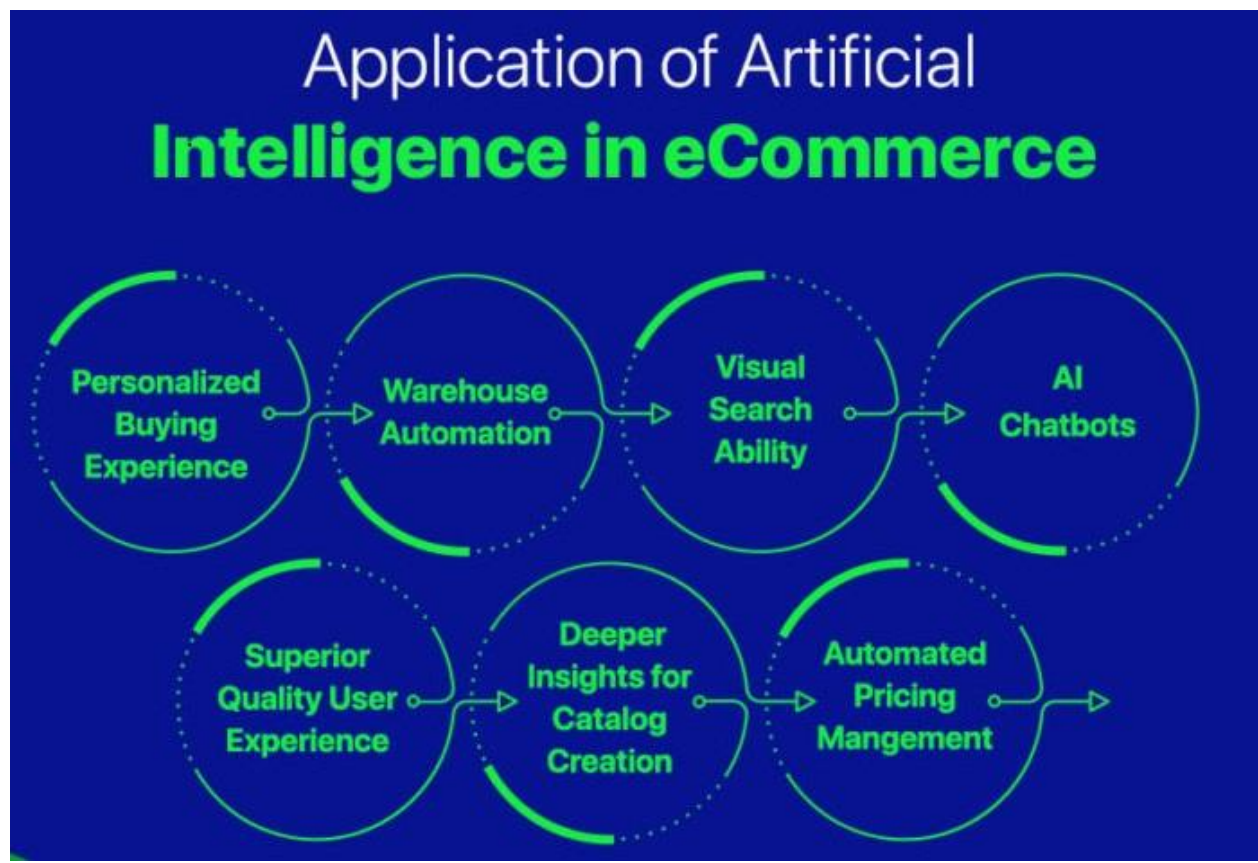 Application of Artificial
Intelligence in eCommerce
Personalized
Buying
Experience
Warehouse
Automation
Visual
Search
Ability
AI
Chatbots
Superior
Quality User
Experience
Deeper
Insights for
Catalog
Creation
Automated
Pricing
Mangement